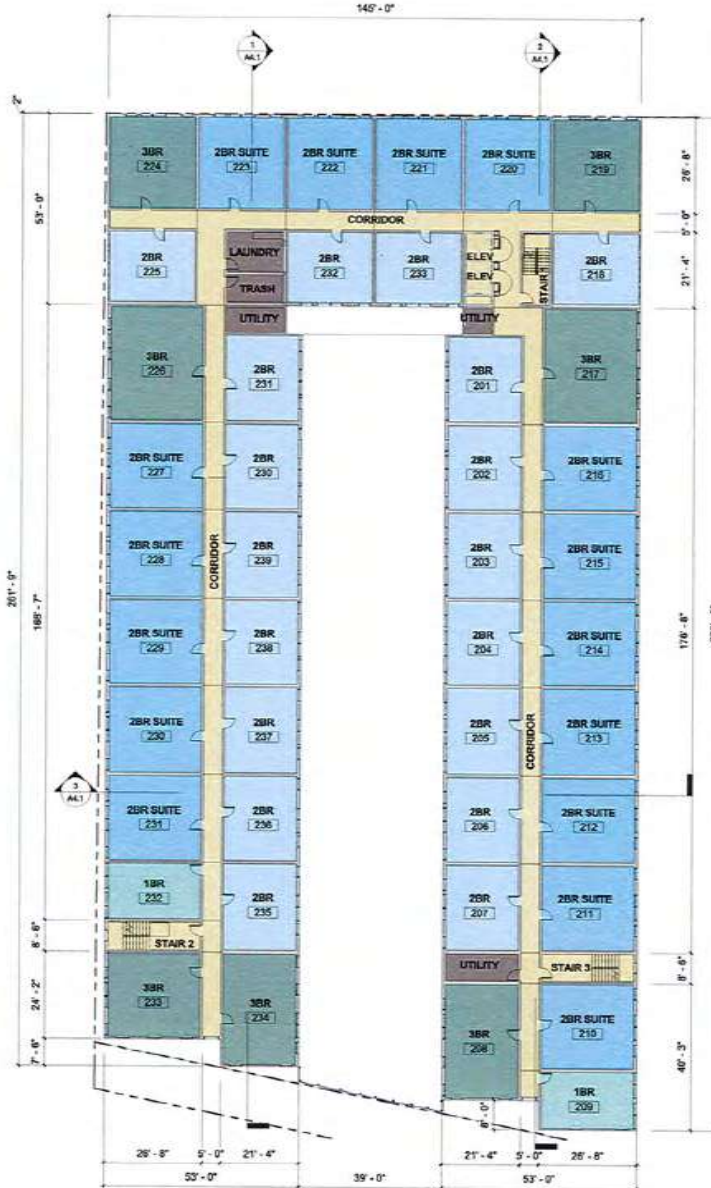 145' - 0"
1
A4.1
2
A4.1
2"
3BR
224
2BR SUITE
223
2BR SUITE
222
2BR SUITE
221
2BR SUITE
220
3BR
219
26' - 8"
53' - 0"
CORRIDOR
5' - 0"
2BR
225
LAUNDRY
TRASH
2BR
232
2BR
233
ELEV
ELEV
STAIR 1
2BR
218
21' - 4"
UTILITY
UTILITY
3BR
226
2BR
231
2BR
201
3BR
217
2BR SUITE
227
2BR
230
2BR
202
2BR SUITE
216
2BR SUITE
228
CORRIDOR
2BR
239
2BR
203
2BR SUITE
215
261' - 9"
168' - 7"
176' - 8"
2BR SUITE
229
2BR
238
2BR
204
2BR SUITE
214
2BR SUITE
230
2BR
237
2BR
205
CORRIDOR
2BR SUITE
213
3
A4.1
2BR SUITE
231
2BR
236
2BR
206
2BR SUITE
212
1BR
232
2BR
235
2BR
207
2BR SUITE
211
8' - 6"
STAIR 2
UTILITY
STAIR 3
8' - 6"
24' - 2"
3BR
233
3BR
234
3BR
208
2BR SUITE
210
40' - 3"
7' - 6"
1BR
209
8' - 0"
26' - 8"
5' - 0"
21' - 4"
21' - 4"
5' - 0"
26' - 8"
53' - 0"
39' - 0"
53' - 0"